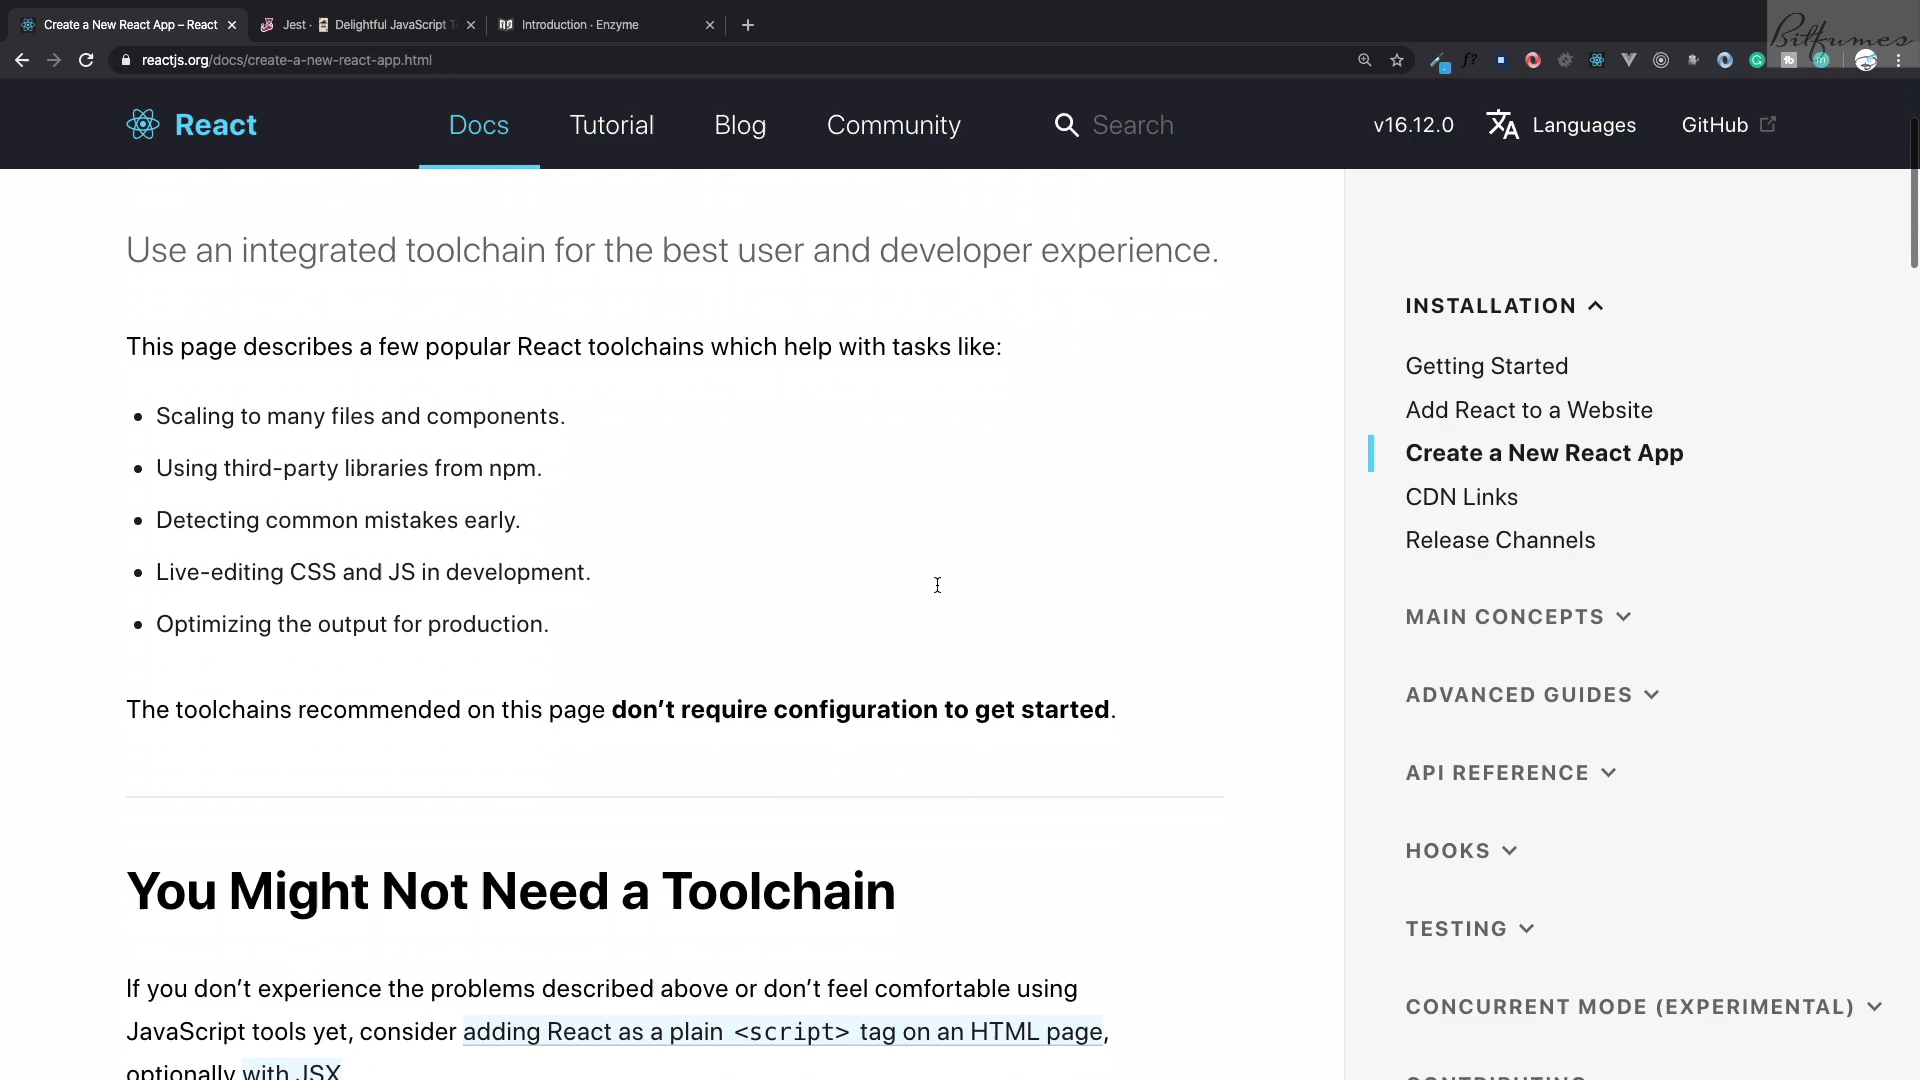 Create a New React App – React
Jest · Delightful JavaScript T
Introduction · Enzyme
Bitfumes
reactjs.org/docs/create-a-new-react-app.html
React
Docs
Tutorial
Blog
Community
Search
v16.12.0
Languages
GitHub
Use an integrated toolchain for the best user and developer experience.
This page describes a few popular React toolchains which help with tasks like:
• Scaling to many files and components.
• Using third-party libraries from npm.
• Detecting common mistakes early.
• Live-editing CSS and JS in development.
• Optimizing the output for production.
The toolchains recommended on this page don’t require configuration to get started.
You Might Not Need a Toolchain
If you don’t experience the problems described above or don’t feel comfortable using
JavaScript tools yet, consider adding React as a plain <script> tag on an HTML page,
optionally with JSX
INSTALLATION
Getting Started
Add React to a Website
Create a New React App
CDN Links
Release Channels
MAIN CONCEPTS
ADVANCED GUIDES
API REFERENCE
HOOKS
TESTING
CONCURRENT MODE (EXPERIMENTAL)